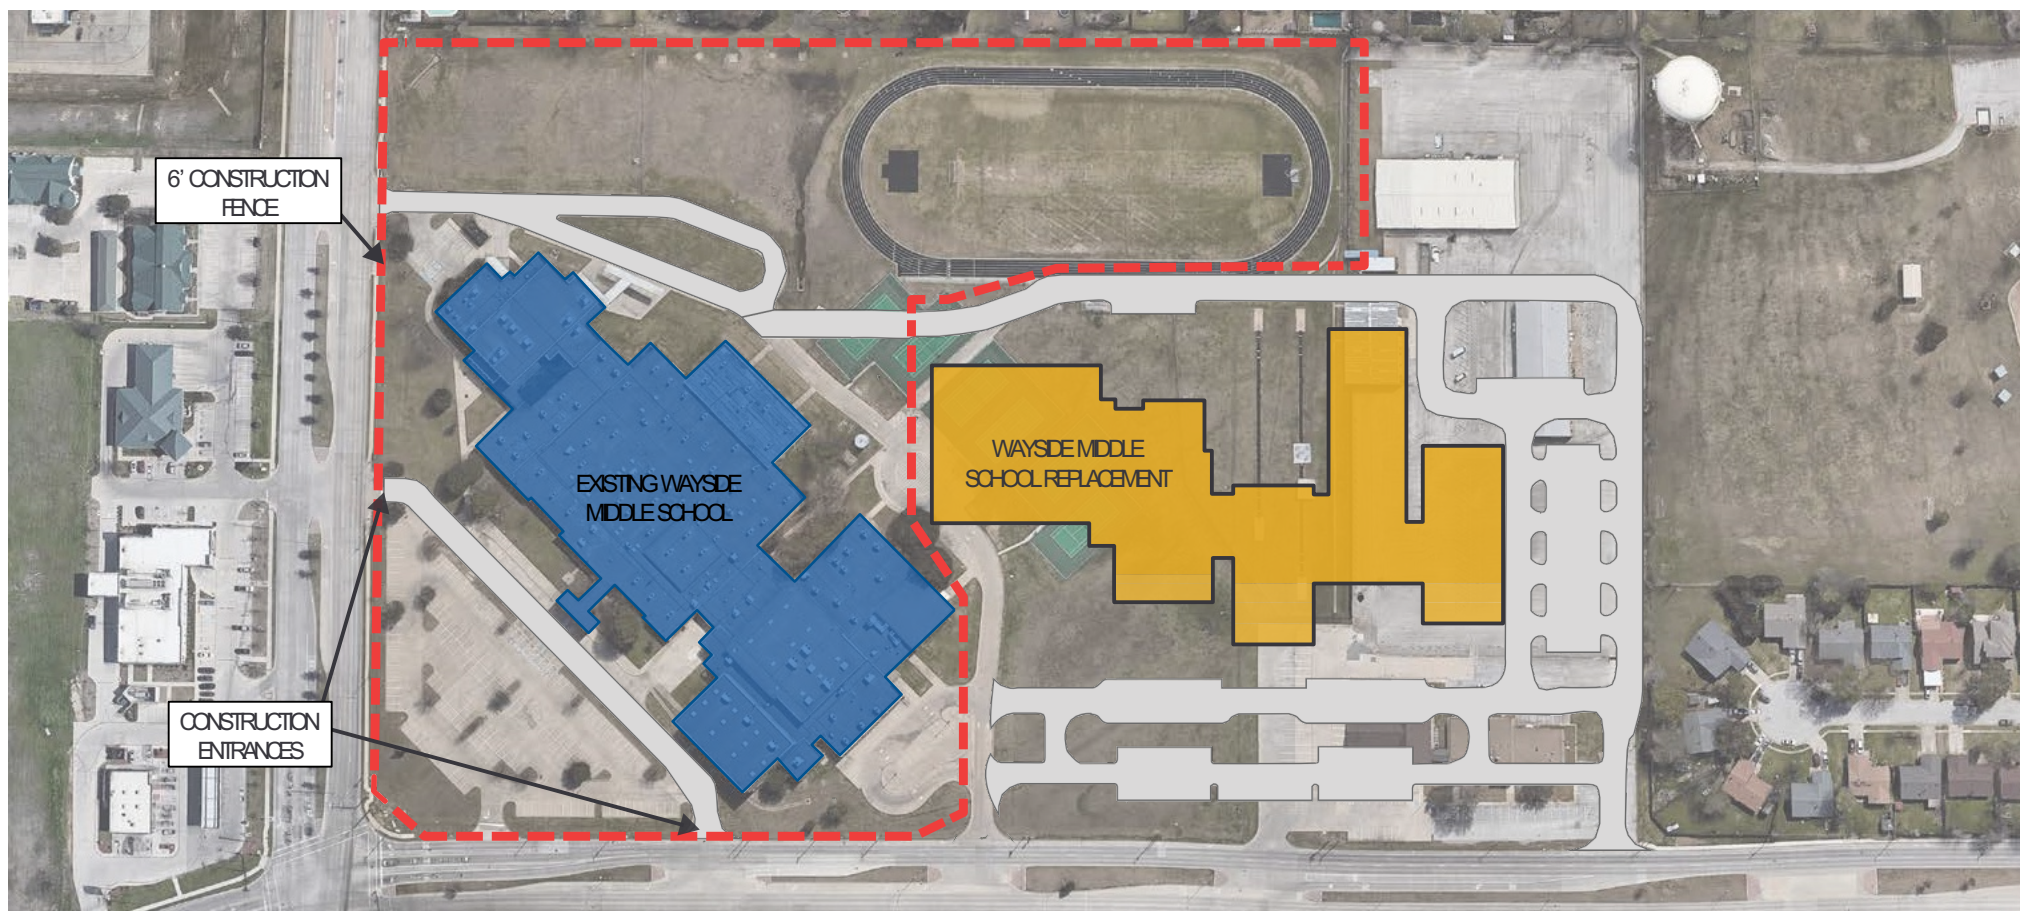 6' CONSTRUCTION
FENCE
EXISTING WAYSIDE
MIDDLE SCHOOL
WAYSIDE MIDDLE
SCHOOL REPLACEMENT
CONSTRUCTION
ENTRANCES